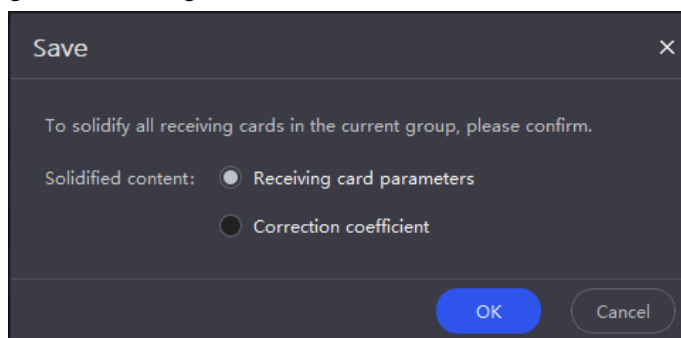 Save
To solidify all receiving cards in the current group, please confirm.
Solidified content: Receiving card parameters
Correction coefficient
OK Cancel